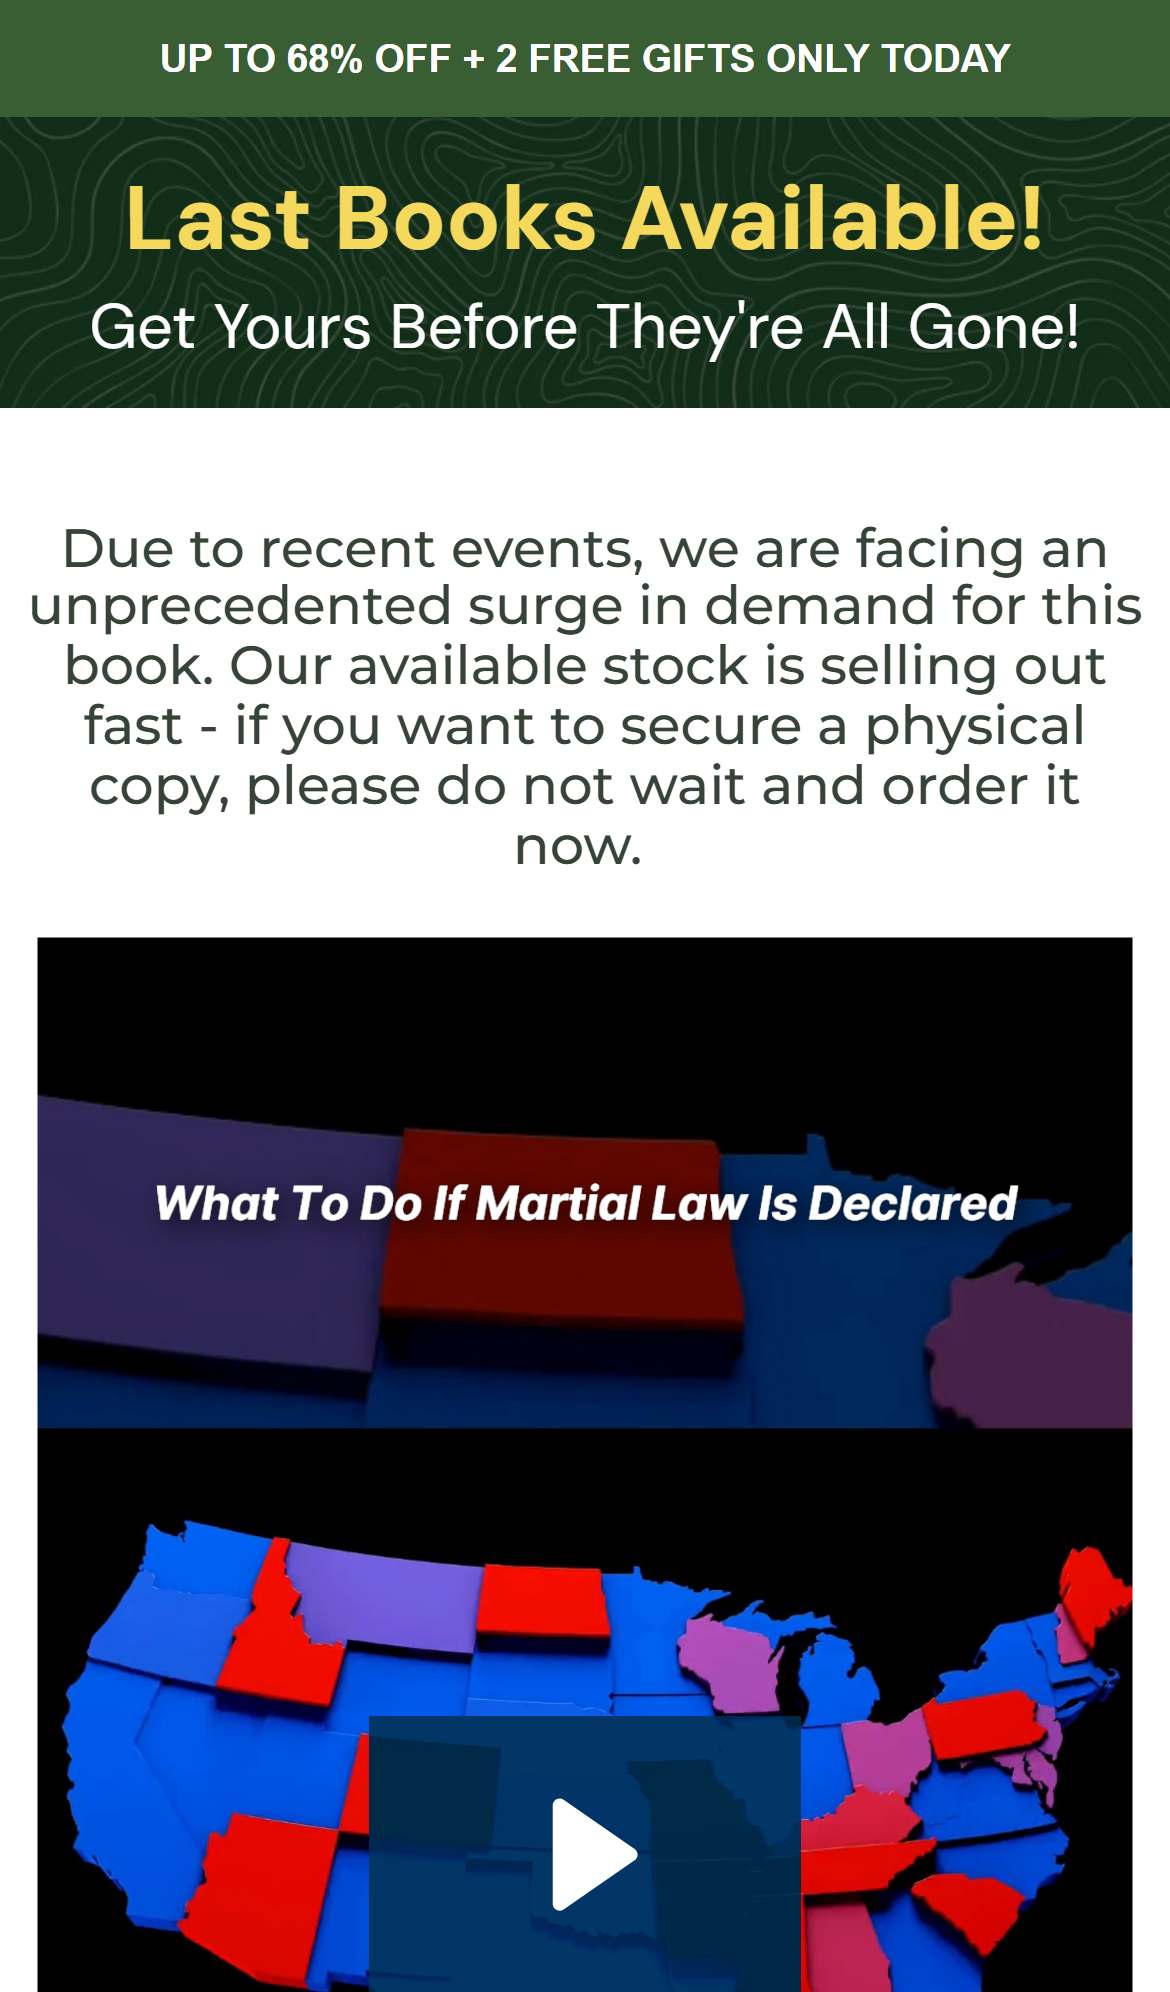 UP TO 68% OFF + 2 FREE GIFTS ONLY TODAY
Last Books Available!
Get Yours Before They're All Gone!
Due to recent events, we are facing an
unprecedented surge in demand for this
book. Our available stock is selling out
fast - if you want to secure a physical
copy, please do not wait and order it
now.
What To Do If Martial Law Is Declared